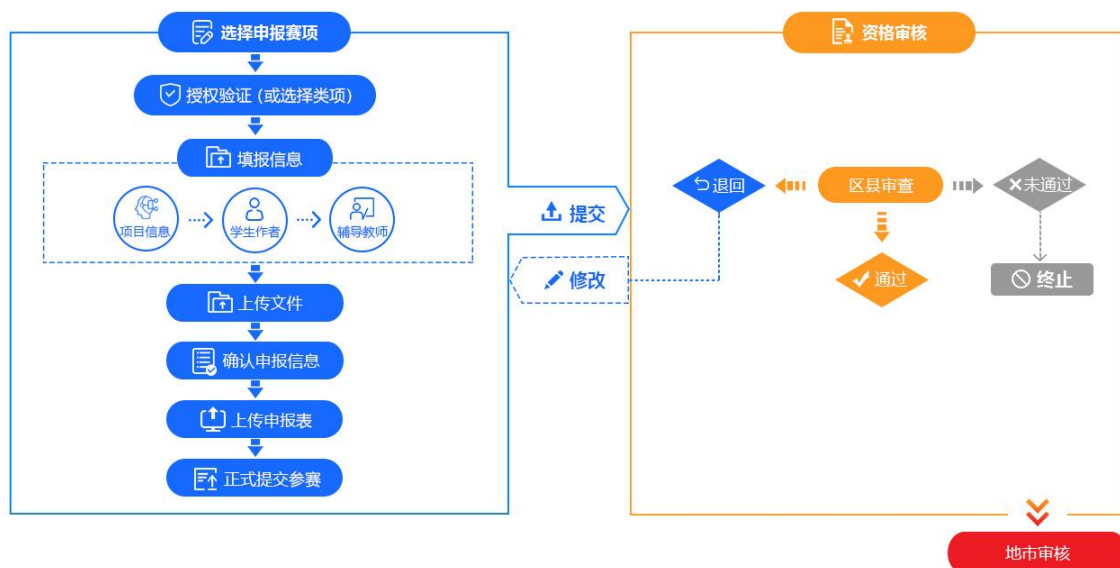 选择申报赛项
授权验证（或选择类项）
填报信息
项目信息
学生作者
辅导教师
上传文件
确认申报信息
上传申报表
正式提交参赛
提交
修改
资格审核
退回
区县审查
未通过
通过
终止
地市审核